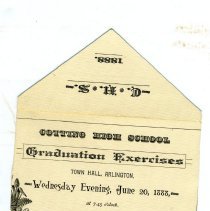 1888.
C.H.S.
COTTING HIGH SCHOOL
Graduation Exercises
TOWN HALL, ARLINGTON.
Wednesday Evening, June 20, 1888,
at 7.45 o'clock.